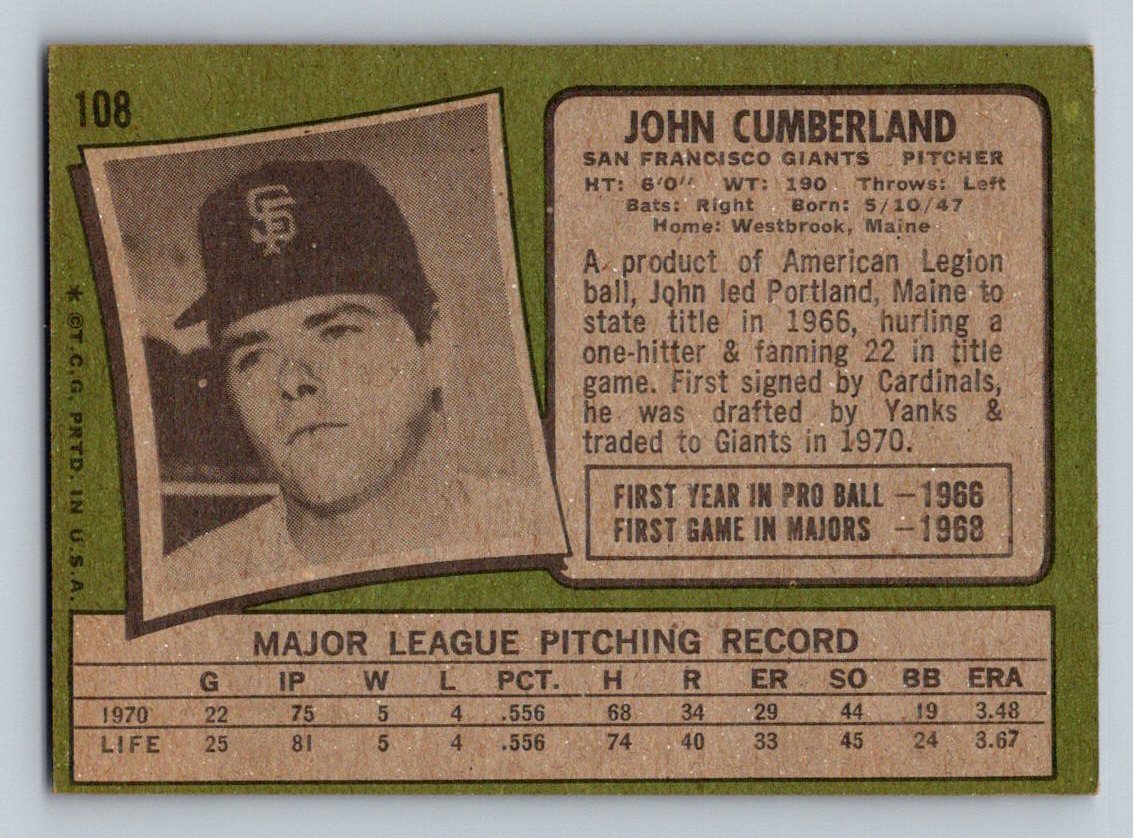 108
SF
JOHN CUMBERLAND
SAN FRANCISCO GIANTS PITCHER
HT: 6'0" WT: 190 Throws: Left
Bats: Right Born: 5/10/47
Home: Westbrook, Maine
A product of American Legion
ball, John led Portland, Maine to
state title in 1966, hurling a
one-hitter & fanning 22 in title
game. First signed by Cardinals,
he was drafted by Yanks &
traded to Giants in 1970.
FIRST YEAR IN PRO BALL —1966
FIRST GAME IN MAJORS —1968
* © T.C.G. PRTD. IN U.S.A.
MAJOR LEAGUE PITCHING RECORD
G IP W L PCT. H R ER SO BB ERA
1970 22 75 5 4 .556 68 34 29 44 19 3.48
LIFE 25 81 5 4 .556 74 40 33 45 24 3.67